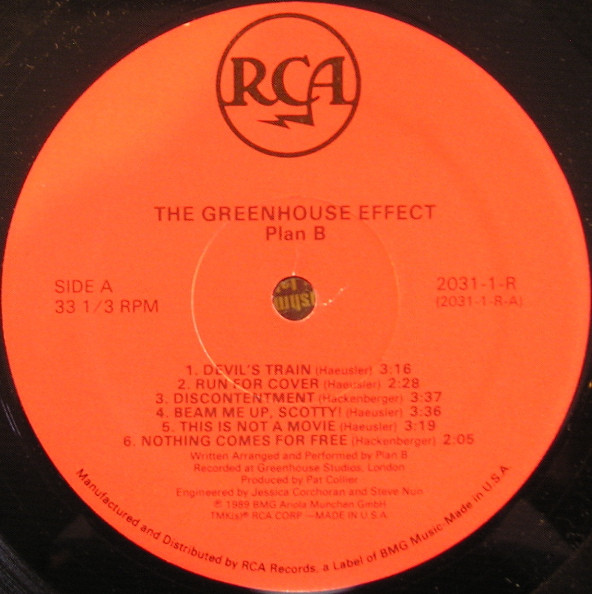 RCA
THE GREENHOUSE EFFECT
Plan B
SIDE A
33 1/3 RPM
2031-1-R
(2031-1-R-A)
1. DEVIL'S TRAIN (Haeusler) 3:16
2. RUN FOR COVER (Haeusler) 2:28
3. DISCONTENTMENT (Hackenberger) 3:37
4. BEAM ME UP, SCOTTY! (Haeusler) 3:36
5. THIS IS NOT A MOVIE (Haeusler) 3:19
6. NOTHING COMES FOR FREE (Hackenberger) 2:05
Written Arranged and Performed by Plan B
Recorded at Greenhouse Studios, London
Produced by Pat Collier
Engineered by Jessica Corchoran and Steve Nun
℗ 1989 BMG Ariola Munchen GmbH
TMK(s)® RCA CORP.—MADE IN U.S.A.
Manufactured and Distributed by RCA Records, a Label of BMG Music·Made in U.S.A